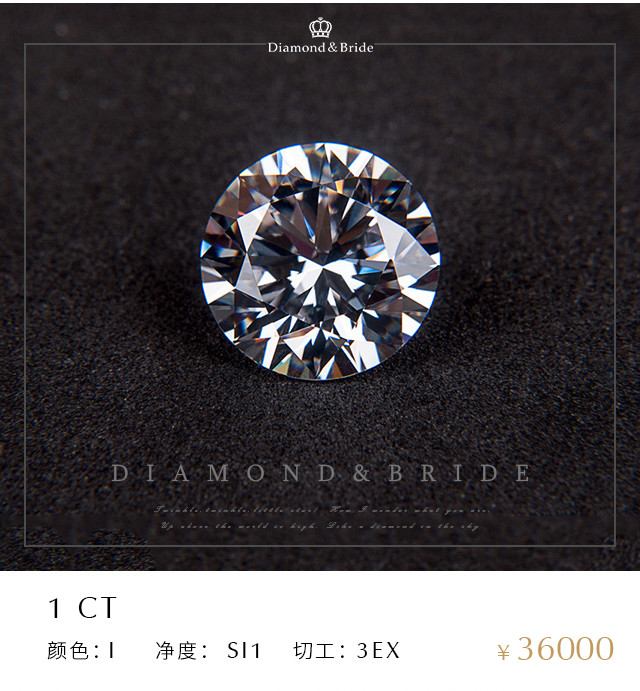 Diamond & Bride
DIAMOND&BRIDE
Twinkle, twinkle, little star! How I wonder what you are.
Up above the world so high, Like a diamond in the sky
1 CT
颜色：I 净度： SI1 切工：3EX ¥36000